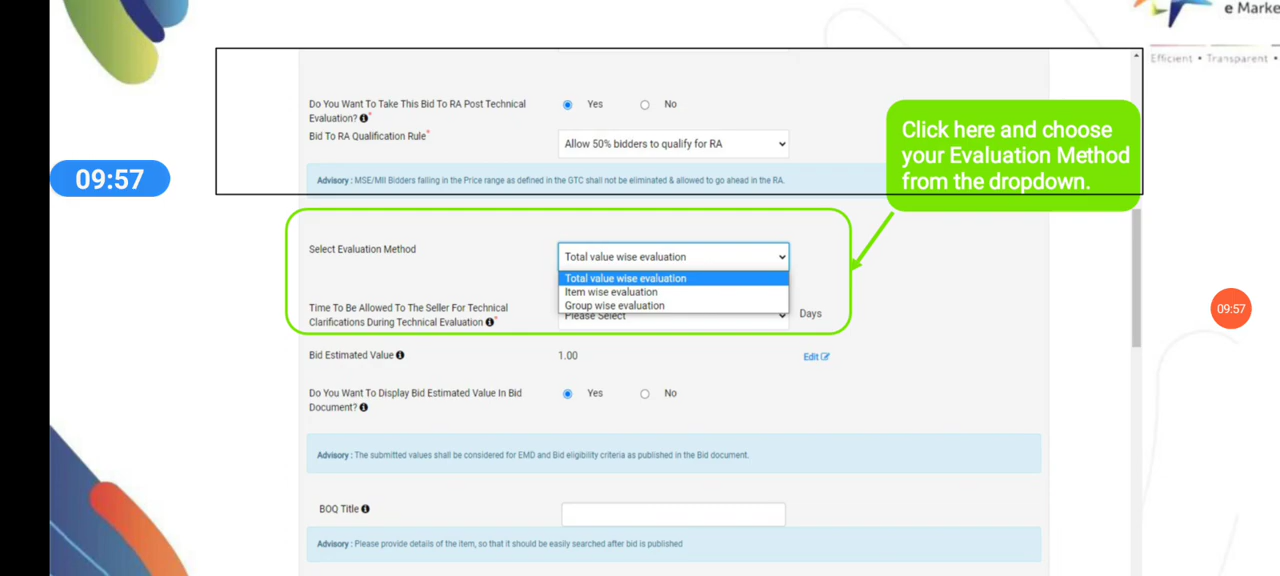 e Marke
Efficient • Transparent •
Do You Want To Take This Bid To RA Post Technical
Evaluation? *
Yes No
Bid To RA Qualification Rule*
Allow 50% bidders to qualify for RA
Advisory : MSE/MII Bidders falling in the Price range as defined in the GTC shall not be eliminated & allowed to go ahead in the RA.
Click here and choose
your Evaluation Method
from the dropdown.
09:57
Select Evaluation Method
Total value wise evaluation
Total value wise evaluation
Item wise evaluation
Group wise evaluation
Time To Be Allowed To The Seller For Technical
Clarifications During Technical Evaluation *
Please Select
Days
09:57
Bid Estimated Value
1.00
Edit
Do You Want To Display Bid Estimated Value In Bid
Document?
Yes No
Advisory : The submitted values shall be considered for EMD and Bid eligibility criteria as published in the Bid document.
BOQ Title
Advisory : Please provide details of the item, so that it should be easily searched after bid is published